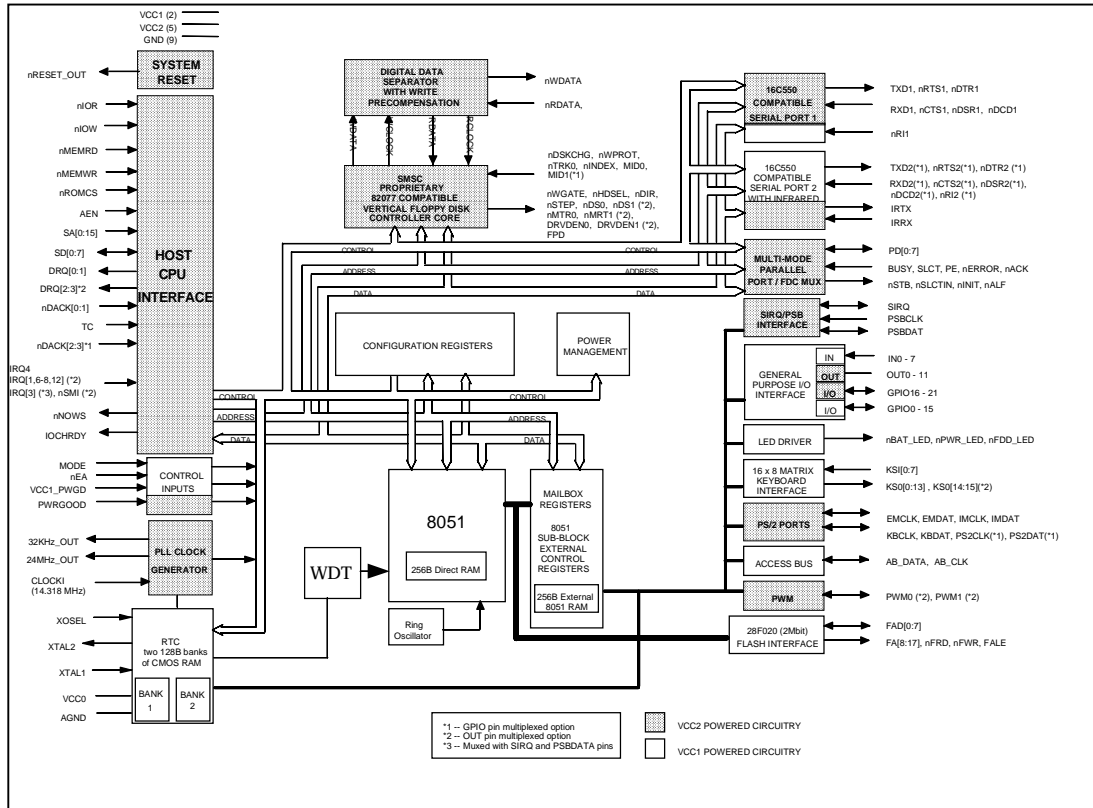 VCC1 (2)
VCC2 (5)
GND (9)
nRESET_OUT
SYSTEM
RESET
nIOR
nIOW
nMEMRD
nMEMWR
nROMCS
AEN
SA[0:15]
SD[0:7]
DRQ[0:1]
DRQ[2:3]*2
nDACK[0:1]
TC
nDACK[2:3]*1
IRQ4
IRQ[1,6-8,12] (*2)
IRQ[3] (*3), nSMI (*2)
nNOWS
IOCHRDY
HOST
CPU
INTERFACE
MODE
nEA
VCC1_PWGD
PWRGOOD
CONTROL
INPUTS
32KHz_OUT
24MHz_OUT
CLOCKI
(14.318 MHz)
PLL CLOCK
GENERATOR
XOSEL
XTAL2
XTAL1
VCC0
AGND
RTC
two 128B banks
of CMOS RAM
BANK
1
BANK
2
DIGITAL DATA
SEPARATOR
WITH WRITE
PRECOMPENSATION
nWDATA
nRDATA,
WDATA
WCLOCK
RDATA
RCLOCK
SMSC
PROPRIETARY
82077 COMPATIBLE
VERTICAL FLOPPY DISK
CONTROLLER CORE
nDSKCHG, nWPROT,
nTRK0, nINDEX, MID0,
MID1(*1)
nWGATE, nHDSEL, nDIR,
nSTEP, nDS0, nDS1 (*2),
nMTR0, nMRT1 (*2),
DRVDEN0, DRVDEN1 (*2),
FPD
CONTROL
ADDRESS
DATA
CONTROL
ADDRESS
DATA
CONFIGURATION REGISTERS
POWER
MANAGEMENT
CONTROL
ADDRESS
DATA
CONTROL
ADDRESS
DATA
8051
256B Direct RAM
WDT
Ring
Oscillator
MAILBOX
REGISTERS
8051
SUB-BLOCK
EXTERNAL
CONTROL
REGISTERS
256B External
8051 RAM
16C550
COMPATIBLE
SERIAL PORT 1
TXD1, nRTS1, nDTR1
RXD1, nCTS1, nDSR1, nDCD1
nRI1
16C550
COMPATIBLE
SERIAL PORT 2
WITH INFRARED
TXD2(*1), nRTS2(*1), nDTR2 (*1)
RXD2(*1), nCTS2(*1), nDSR2(*1),
nDCD2(*1), nRI2 (*1)
IRTX
IRRX
MULTI-MODE
PARALLEL
PORT / FDC MUX
PD[0:7]
BUSY, SLCT, PE, nERROR, nACK
nSTB, nSLCTIN, nINIT, nALF
SIRQ/PSB
INTERFACE
SIRQ
PSBCLK
PSBDAT
GENERAL
PURPOSE I/O
INTERFACE
IN
OUT
I/O
I/O
IN0 - 7
OUT0 - 11
GPIO16 - 21
GPIO0 - 15
LED DRIVER
nBAT_LED, nPWR_LED, nFDD_LED
16 x 8 MATRIX
KEYBOARD
INTERFACE
KSI[0:7]
KS0[0:13] , KS0[14:15](*2)
PS/2 PORTS
EMCLK, EMDAT, IMCLK, IMDAT
KBCLK, KBDAT, PS2CLK(*1), PS2DAT(*1)
ACCESS BUS
AB_DATA, AB_CLK
PWM
PWM0 (*2), PWM1 (*2)
28F020 (2Mbit)
FLASH INTERFACE
FAD[0:7]
FA[8:17], nFRD, nFWR, FALE
*1 -- GPIO pin multiplexed option
*2 -- OUT pin multiplexed option
*3 -- Muxed with SIRQ and PSBDATA pins
VCC2 POWERED CIRCUITRY
VCC1 POWERED CIRCUITRY